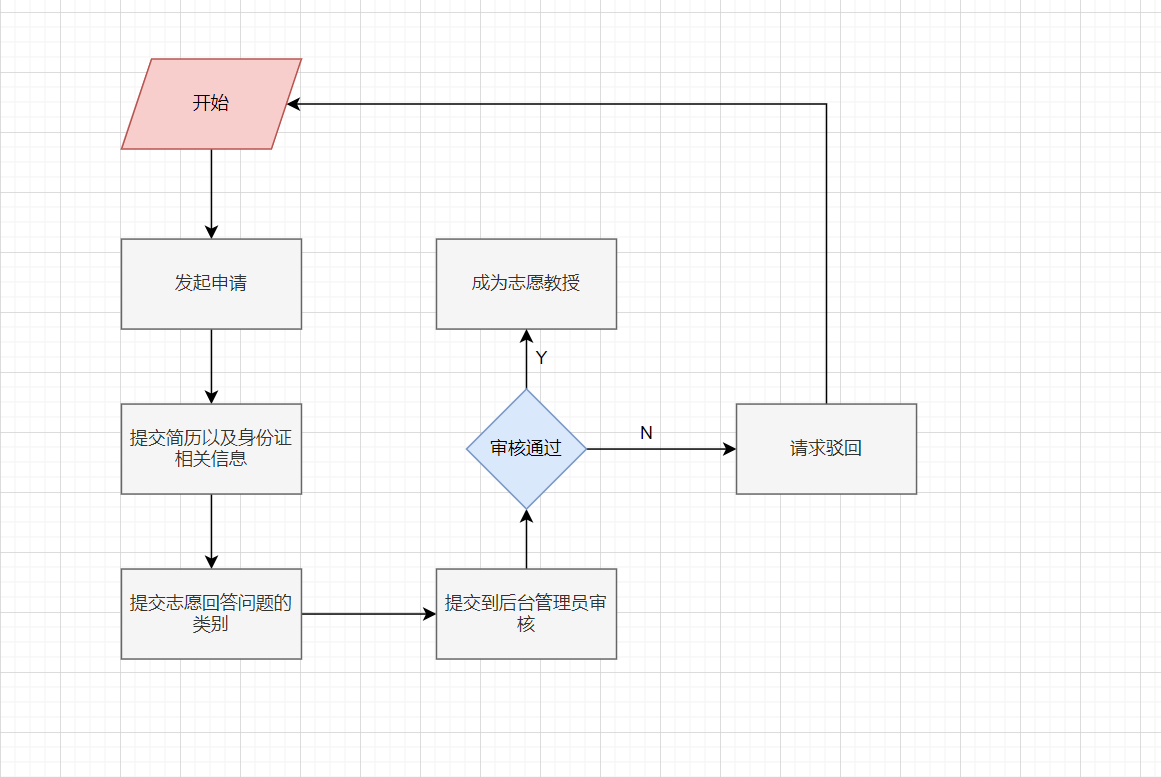 开始
发起申请
成为志愿教授
Y
提交简历以及身份证
相关信息
审核通过
N
请求驳回
提交志愿回答问题的
类别
提交到后台管理员审
核